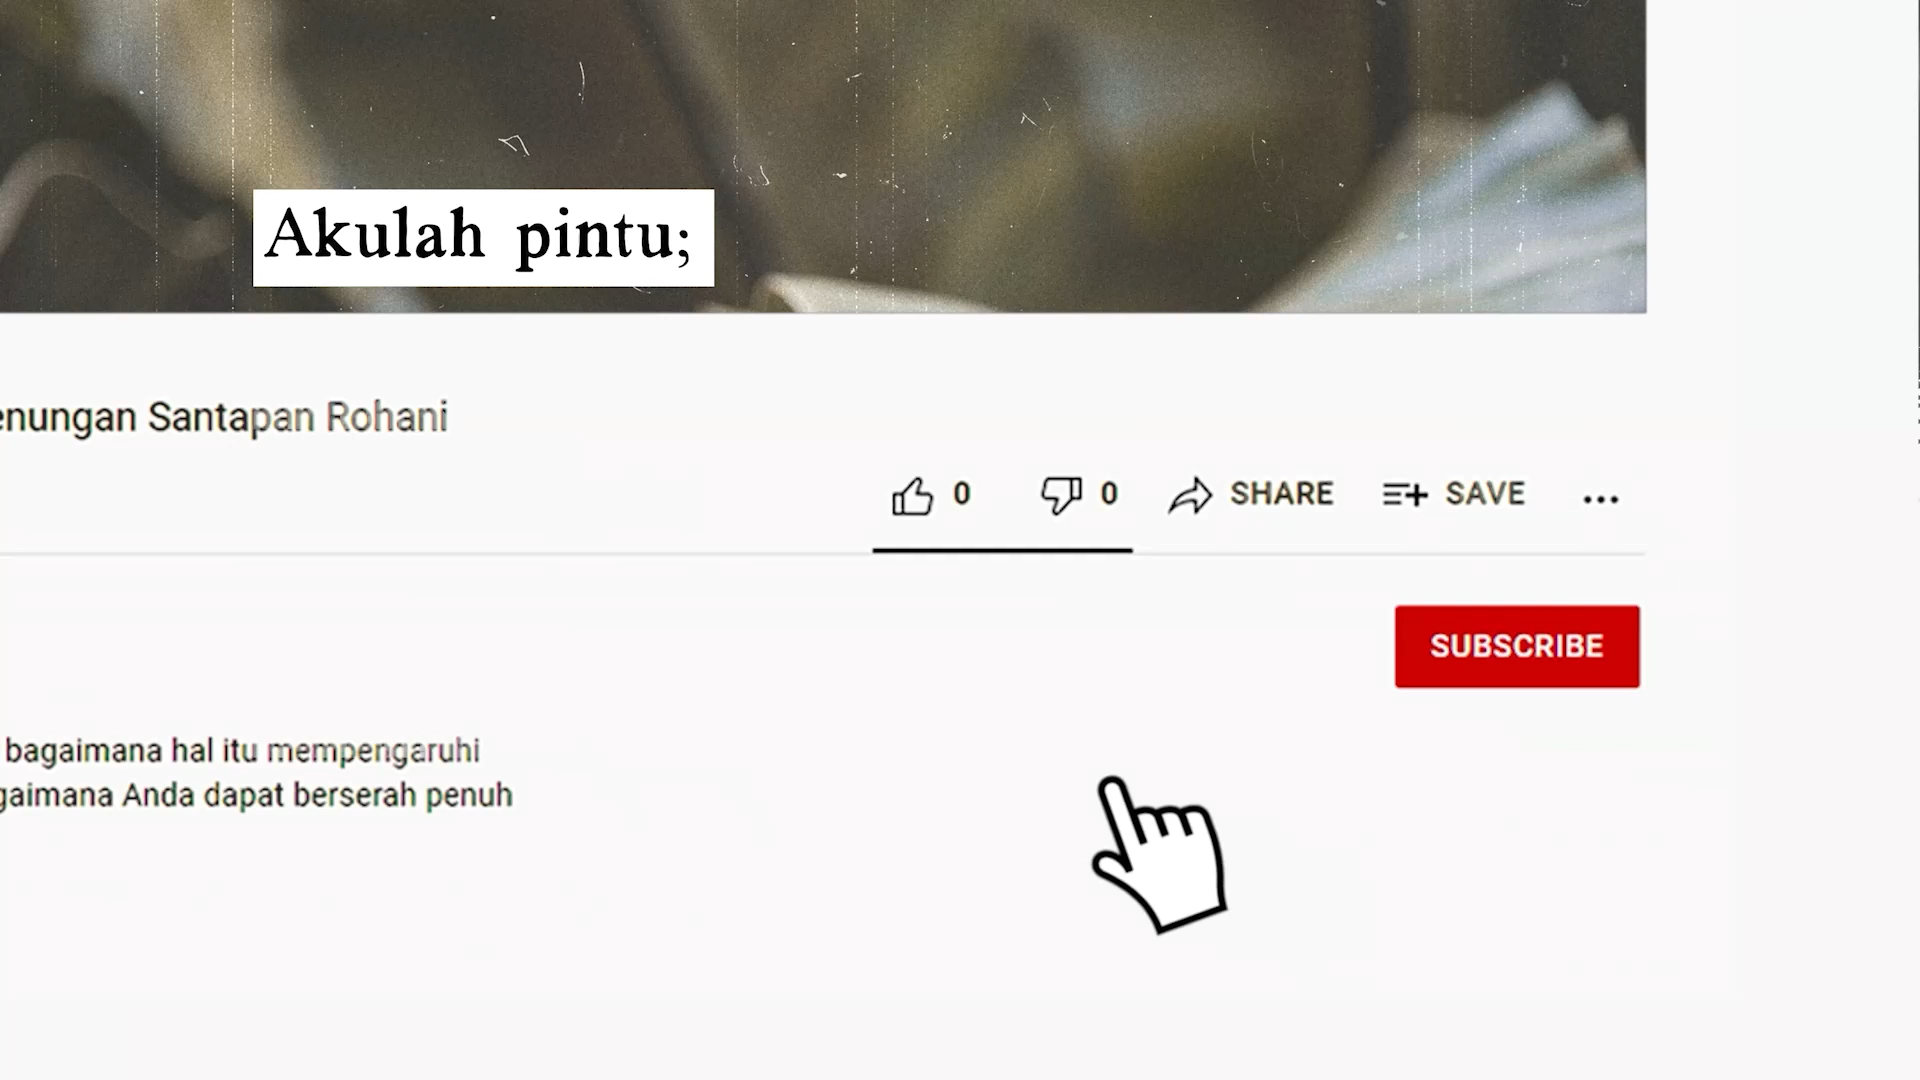 Akulah pintu;
enungan Santapan Rohani
0 0 SHARE SAVE
SUBSCRIBE
bagaimana hal itu mempengaruhi
gaimana Anda dapat berserah penuh